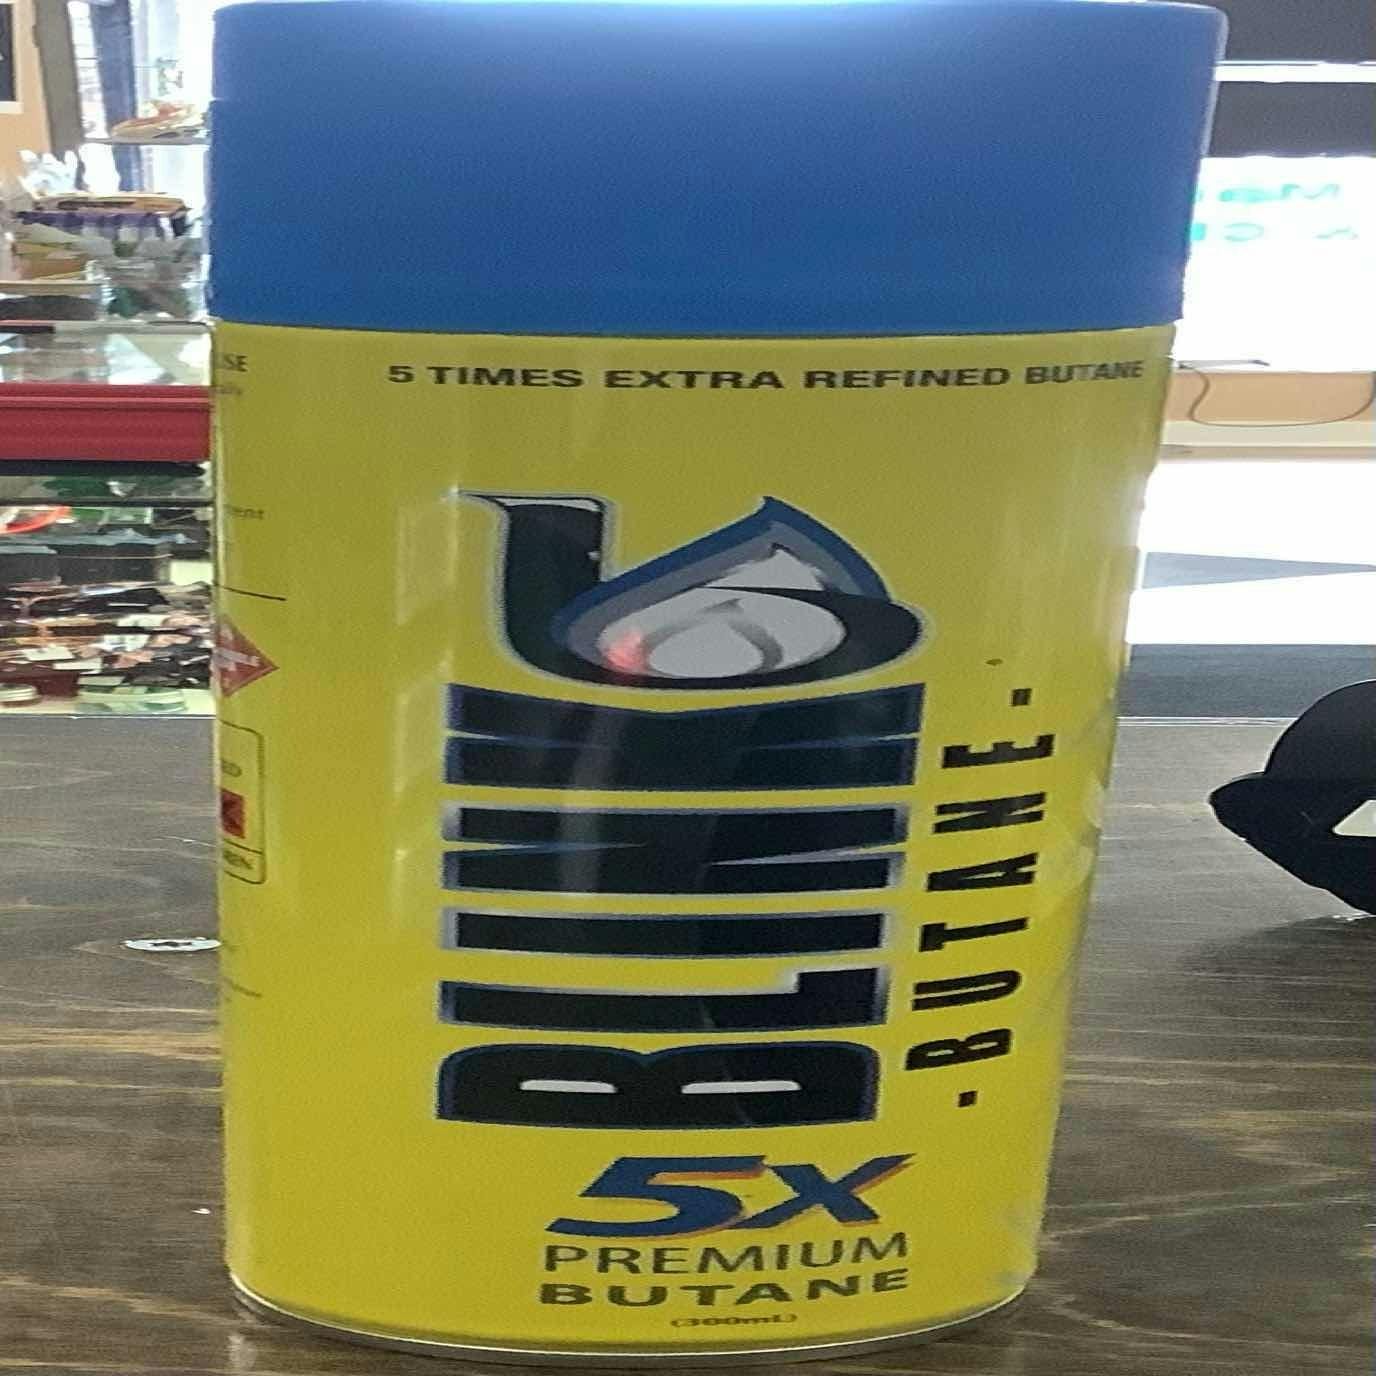 5 TIMES EXTRA REFINED BUTANE
BLINK
- BUTANE -
5X
PREMIUM
BUTANE
(300mL)